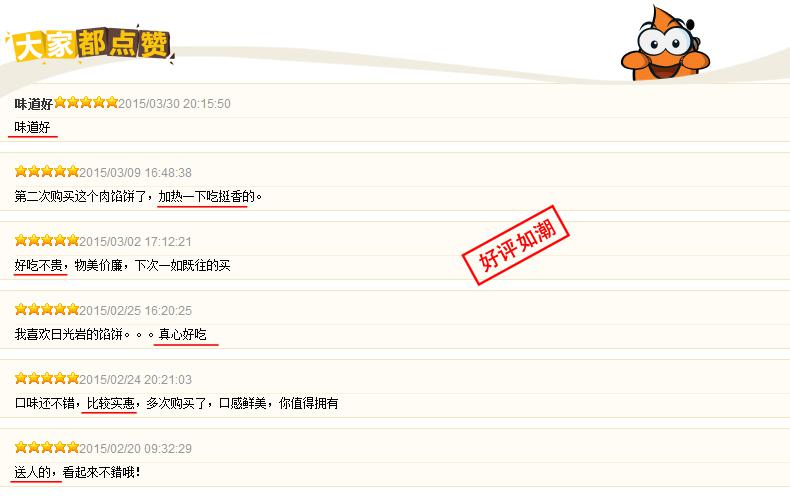 大家都点赞
味道好 2015/03/30 20:15:50
味道好
2015/03/09 16:48:38
第二次购买这个肉馅饼了，加热一下吃挺香的。
2015/03/02 17:12:21
好吃不贵，物美价廉，下次一如既往的买
好评如潮
2015/02/25 16:20:25
我喜欢日光岩的馅饼。。。真心好吃
2015/02/24 20:21:03
口味还不错，比较实惠，多次购买了，口感鲜美，你值得拥有
2015/02/20 09:32:29
送人的，看起來不錯哦！